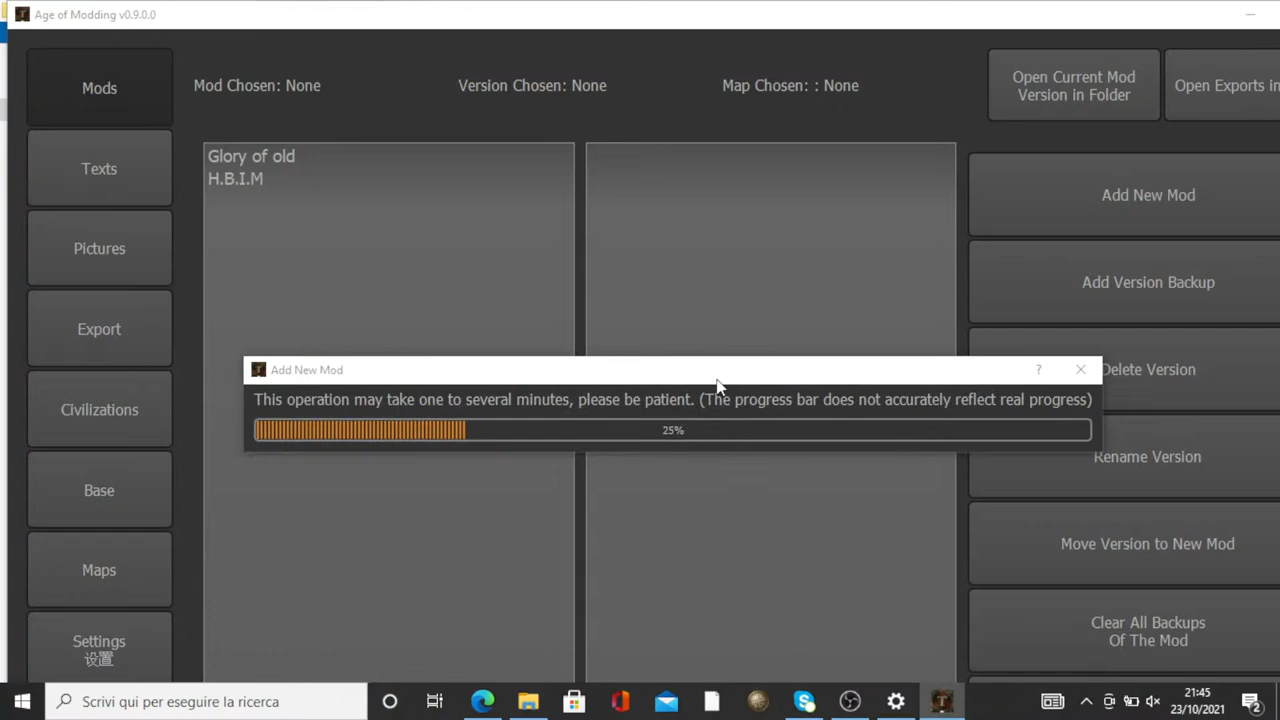 Age of Modding v0.9.0.0
Mods
Mod Chosen: None
Version Chosen: None
Map Chosen: : None
Open Current Mod
Version in Folder
Open Exports in
Texts
Pictures
Export
Civilizations
Base
Maps
Settings
设置
Glory of old
H.B.I.M
Add New Mod
Add Version Backup
Delete Version
Rename Version
Move Version to New Mod
Clear All Backups
Of The Mod
Add New Mod
?
This operation may take one to several minutes, please be patient. (The progress bar does not accurately reflect real progress)
25%
Scrivi qui per eseguire la ricerca
21:45
23/10/2021
2